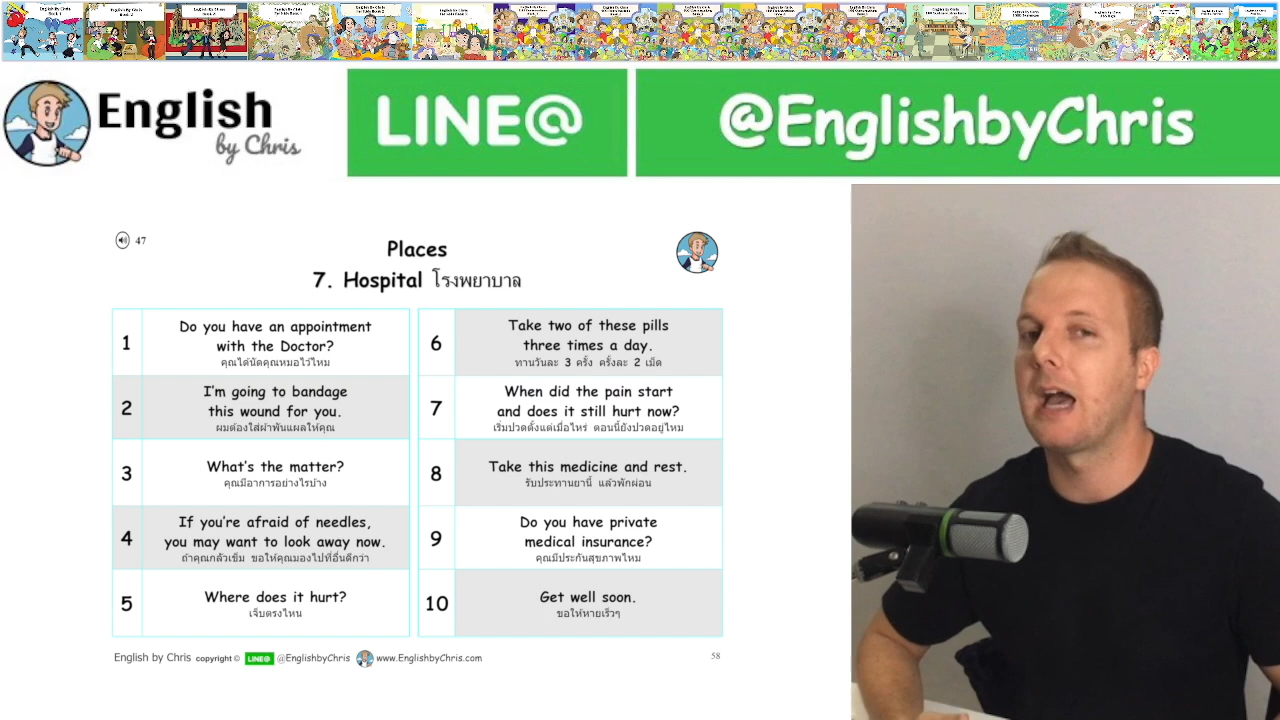 English
by Chris
LINE@
@EnglishbyChris
47
Places
7. Hospital โรงพยาบาล
1
Do you have an appointment
with the Doctor?
คุณได้นัดคุณหมอไว้ไหม
2
I'm going to bandage
this wound for you.
ผมต้องใส่ผ้าพันแผลให้คุณ
3
What's the matter?
คุณมีอาการอย่างไรบ้าง
4
If you're afraid of needles,
you may want to look away now.
ถ้าคุณกลัวเข็ม ขอให้คุณมองไปที่อื่นดีกว่า
5
Where does it hurt?
เจ็บตรงไหน
6
Take two of these pills
three times a day.
ทานวันละ 3 ครั้ง ครั้งละ 2 เม็ด
7
When did the pain start
and does it still hurt now?
เริ่มปวดตั้งแต่เมื่อไหร่ ตอนนี้ยังปวดอยู่ไหม
8
Take this medicine and rest.
รับประทานยานี้ แล้วพักผ่อน
9
Do you have private
medical insurance?
คุณมีประกันสุขภาพไหม
10
Get well soon.
ขอให้หายเร็วๆ
English by Chris copyright © LINE@ @EnglishbyChris www.EnglishbyChris.com
58